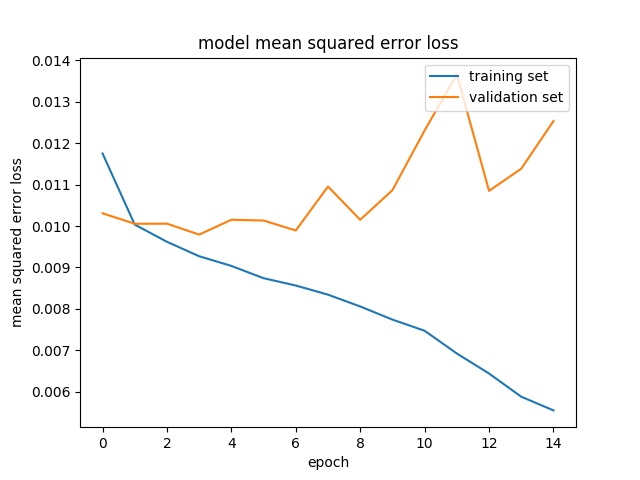 model mean squared error loss
training set
validation set
mean squared error loss
0.014
0.013
0.012
0.011
0.010
0.009
0.008
0.007
0.006
0 2 4 6 8 10 12 14
epoch